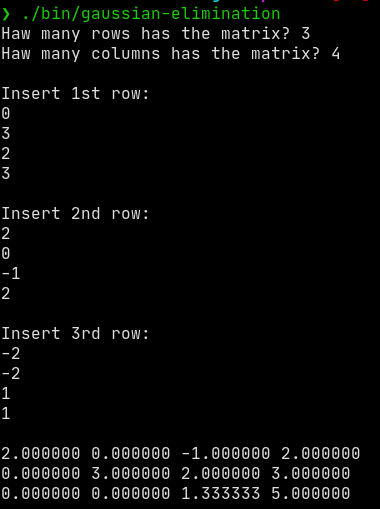 ❯ ./bin/gaussian-elimination
Haw many rows has the matrix? 3
Haw many columns has the matrix? 4
Insert 1st row:
0
3
2
3
Insert 2nd row:
2
0
-1
2
Insert 3rd row:
-2
-2
1
1
2.000000 0.000000 -1.000000 2.000000
0.000000 3.000000 2.000000 3.000000
0.000000 0.000000 1.333333 5.000000